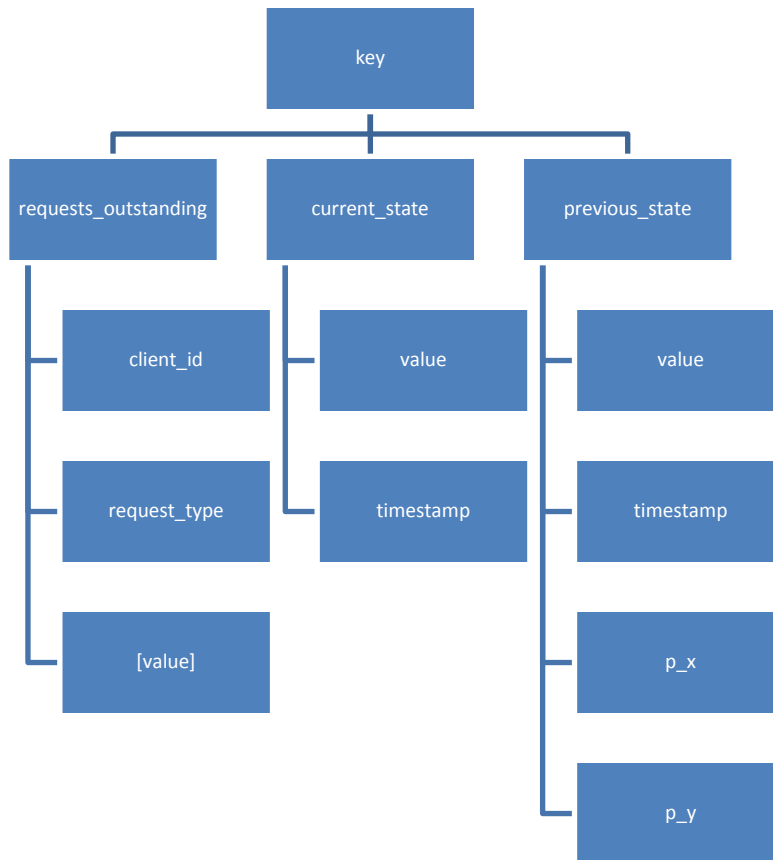 key
requests_outstanding
current_state
previous_state
client_id
value
value
request_type
timestamp
timestamp
[value]
p_x
p_y